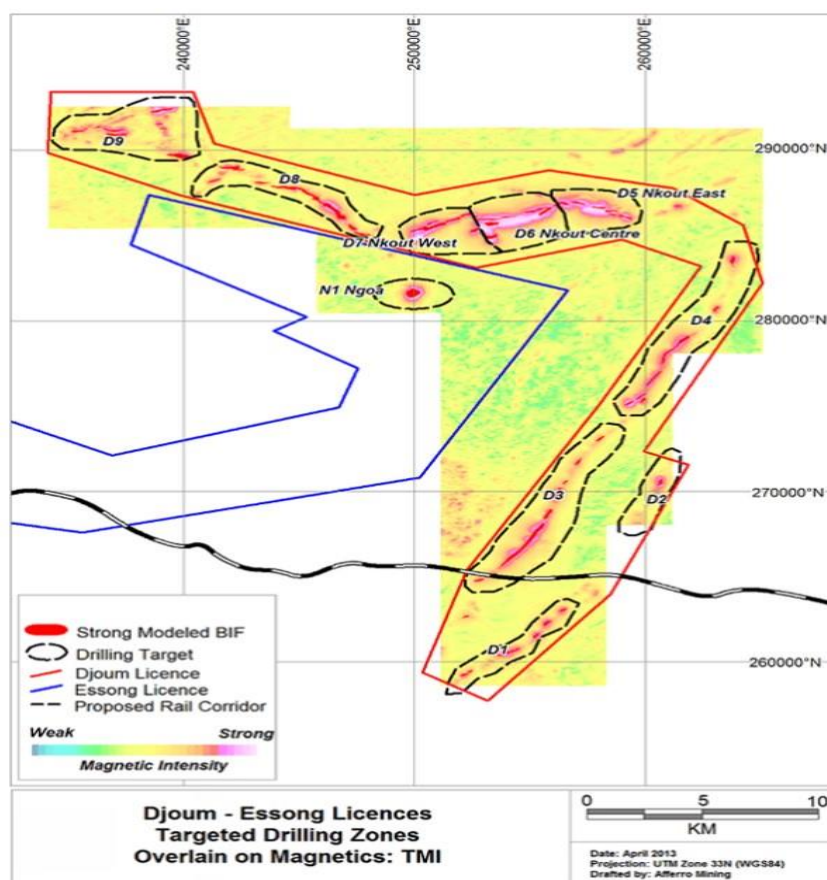 240000°N
250000°N
260000°N
290000°N
D9
D8
D5 Nkout East
D7 Nkout West
D6 Nkout Centre
N1 Ngoa
280000°N
D4
D3
D2
270000°N
D1
260000°N
Strong Modeled BIF
Drilling Target
Djoum Licence
Essong Licence
Proposed Rail Corridor
Weak Strong
Magnetic Intensity
Djoum - Essong Licences
Targeted Drilling Zones
Overlain on Magnetics: TMI
0 5 10
KM
Date: April 2013
Projection: UTM Zone 33N (WGS84)
Drafted by: Afferro Mining